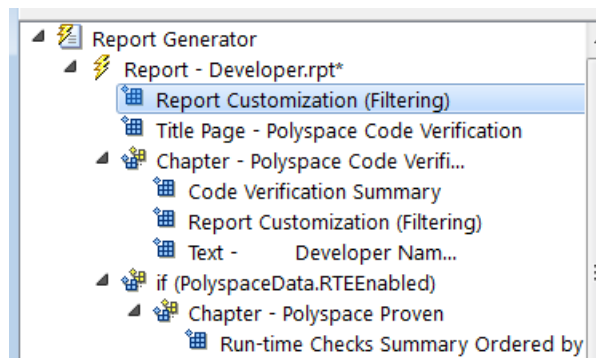 Report Generator
Report - Developer.rpt*
Report Customization (Filtering)
Title Page - Polyspace Code Verification
Chapter - Polyspace Code Verifi...
Code Verification Summary
Report Customization (Filtering)
Text - Developer Nam...
if (PolyspaceData.RTEEnabled)
Chapter - Polyspace Proven
Run-time Checks Summary Ordered by